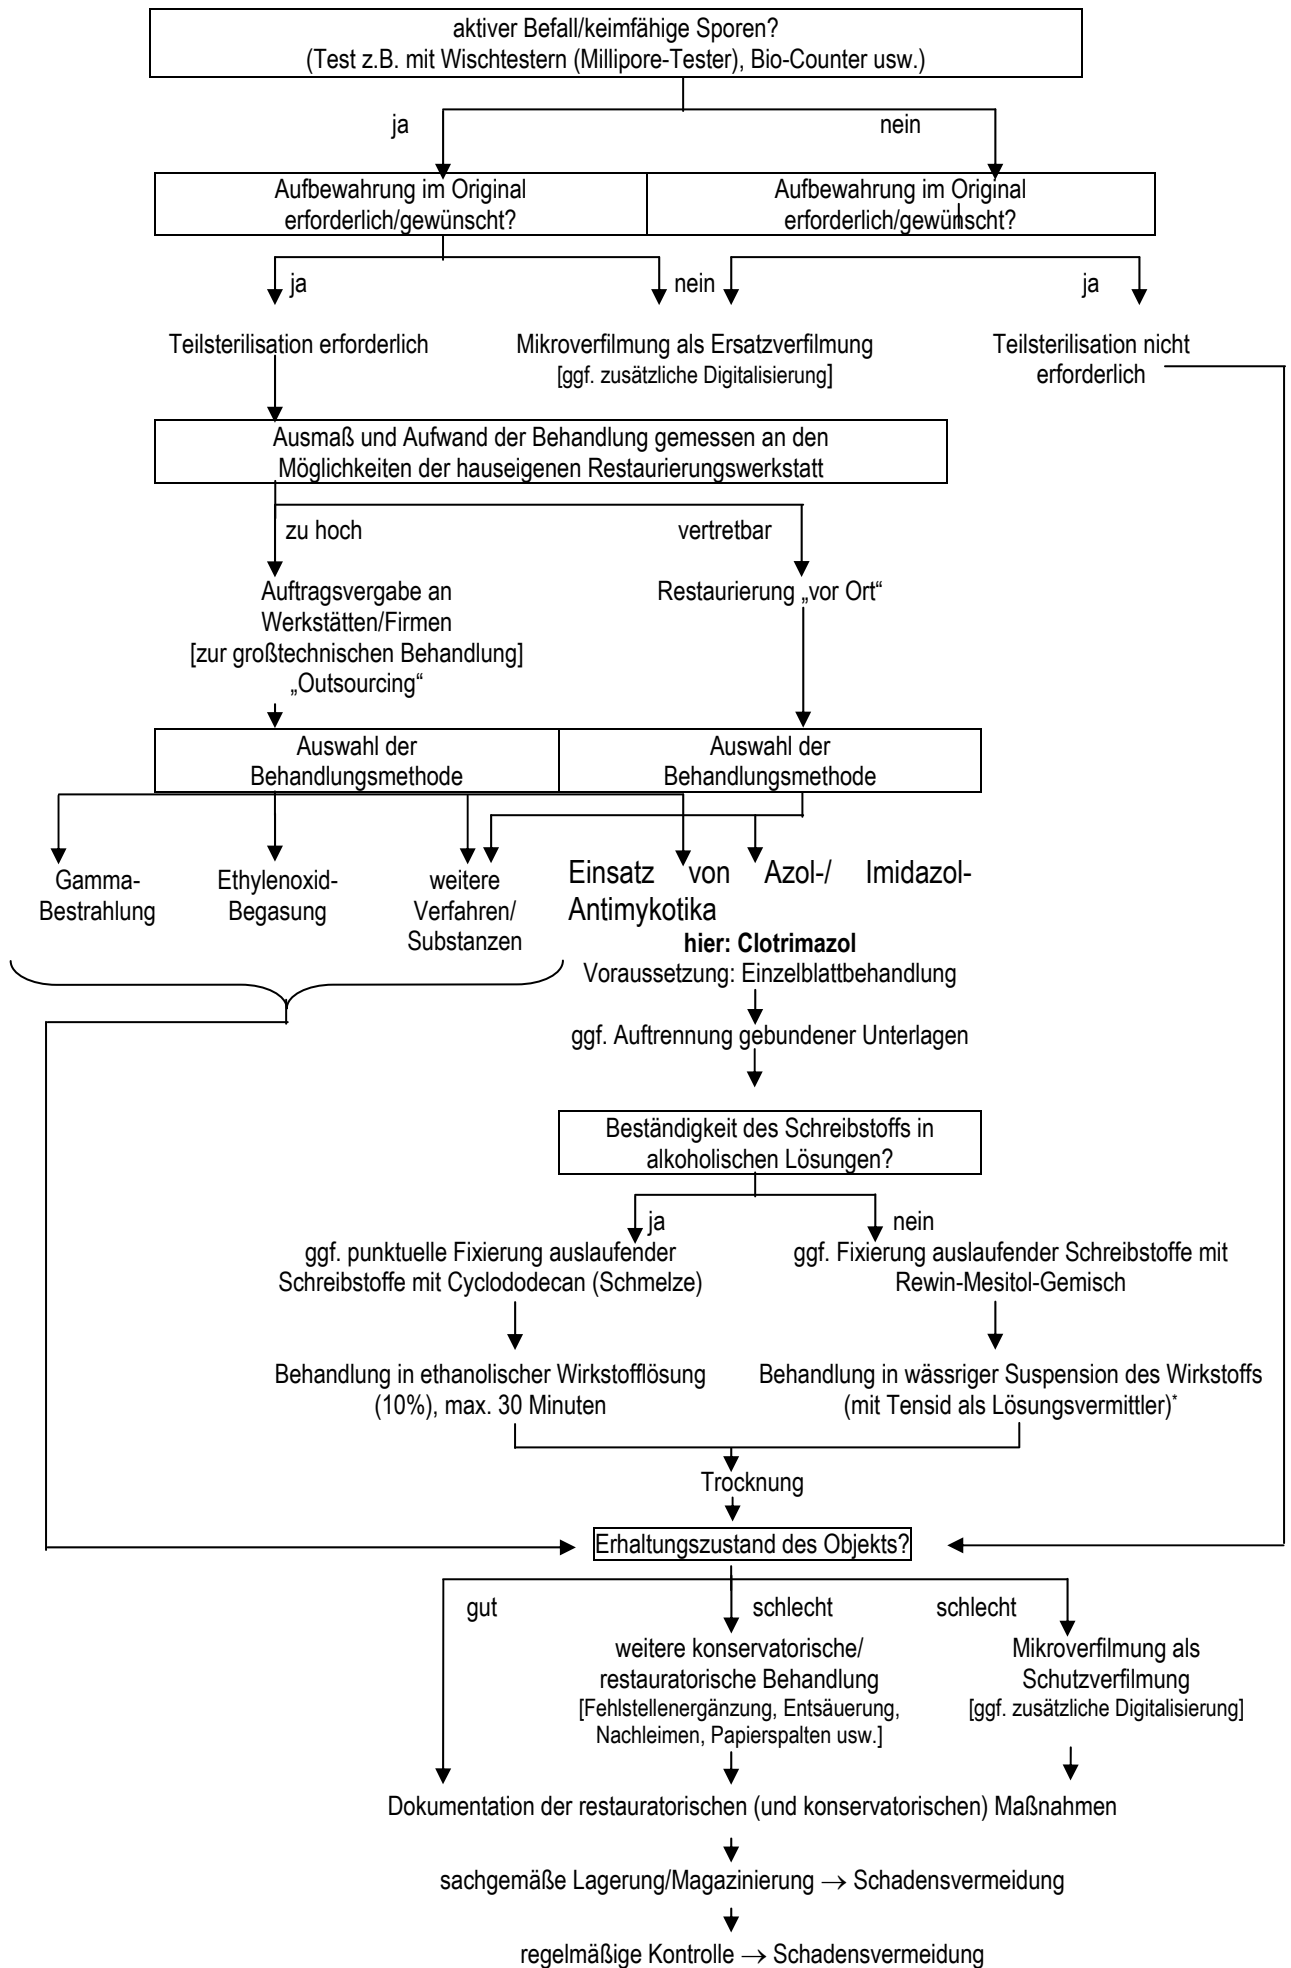 aktiver Befall/keimfähige Sporen?
(Test z.B. mit Wischtestern (Millipore-Tester), Bio-Counter usw.)
ja
nein
Aufbewahrung im Original
erforderlich/gewünscht?
Aufbewahrung im Original
erforderlich/gewünscht?
ja
nein
ja
Teilsterilisation erforderlich
Mikroverfilmung als Ersatzverfilmung
[ggf. zusätzliche Digitalisierung]
Teilsterilisation nicht
erforderlich
Ausmaß und Aufwand der Behandlung gemessen an den
Möglichkeiten der hauseigenen Restaurierungswerkstatt
zu hoch
vertretbar
Auftragsvergabe an
Werkstätten/Firmen
[zur großtechnischen Behandlung]
„Outsourcing“
Restaurierung „vor Ort“
Auswahl der
Behandlungsmethode
Auswahl der
Behandlungsmethode
Gamma-
Bestrahlung
Ethylenoxid-
Begasung
weitere
Verfahren/
Substanzen
Einsatz von Azol-/ Imidazol-
Antimykotika
hier: Clotrimazol
Voraussetzung: Einzelblattbehandlung
ggf. Auftrennung gebundener Unterlagen
Beständigkeit des Schreibstoffs in
alkoholischen Lösungen?
ja
nein
ggf. punktuelle Fixierung auslaufender
Schreibstoffe mit Cyclododecan (Schmelze)
ggf. Fixierung auslaufender Schreibstoffe mit
Rewin-Mesitol-Gemisch
Behandlung in ethanolischer Wirkstofflösung
(10%), max. 30 Minuten
Behandlung in wässriger Suspension des Wirkstoffs
(mit Tensid als Lösungsvermittler)*
Trocknung
Erhaltungszustand des Objekts?
gut
schlecht
schlecht
weitere konservatorische/
restauratorische Behandlung
[Fehlstellenergänzung, Entsäuerung,
Nachleimen, Papierspalten usw.]
Mikroverfilmung als
Schutzverfilmung
[ggf. zusätzliche Digitalisierung]
Dokumentation der restauratorischen (und konservatorischen) Maßnahmen
sachgemäße Lagerung/Magazinierung → Schadensvermeidung
regelmäßige Kontrolle → Schadensvermeidung